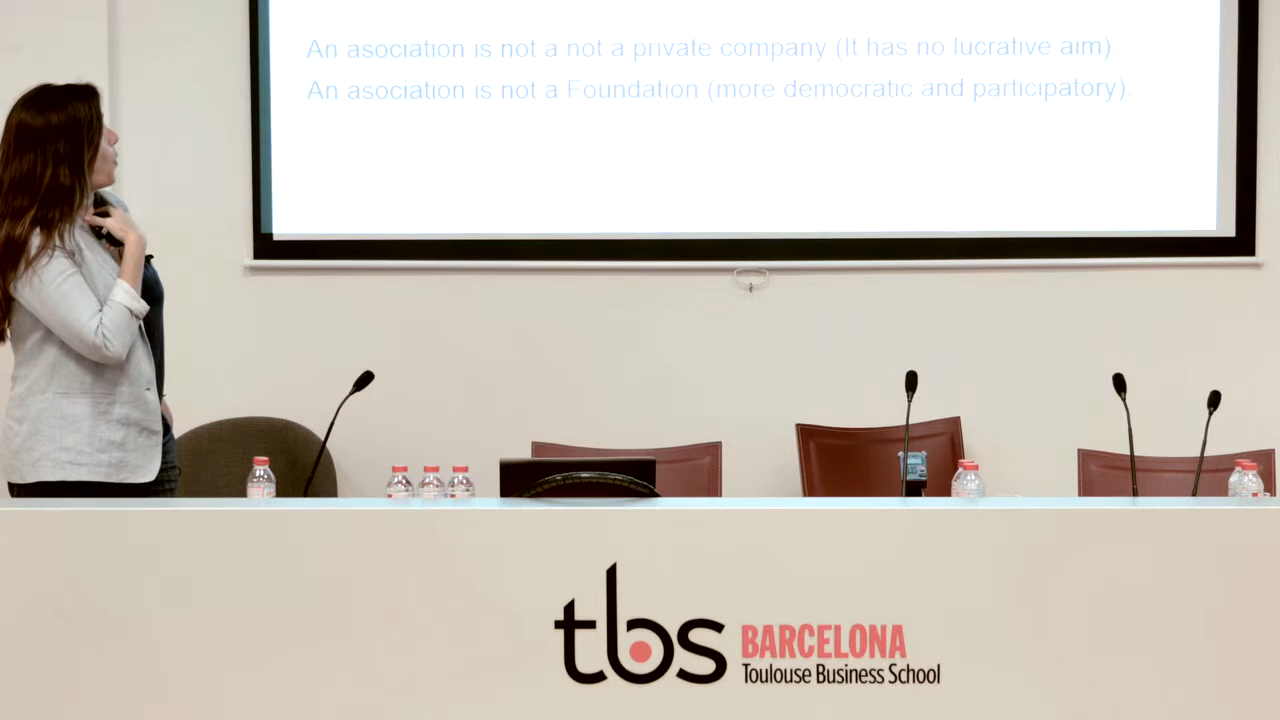 An asociation is not a not a private company (It has no lucrative aim).
An asociation is not a Foundation (more democratic and participatory).
tbs BARCELONA
Toulouse Business School